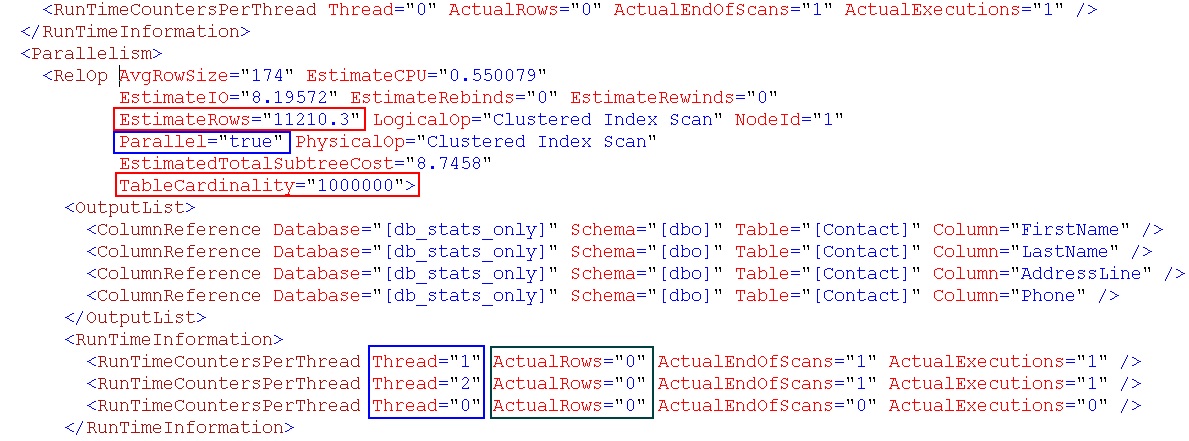 <RunTimeCountersPerThread Thread="0" ActualRows="0" ActualEndOfScans="1" ActualExecutions="1" />
</RunTimeInformation>
<Parallelism>
<RelOp AvgRowSize="174" EstimateCPU="0.550079"
EstimateIO="8.19572" EstimateRebinds="0" EstimateRewinds="0"
EstimateRows="11210.3" LogicalOp="Clustered Index Scan" NodeId="1"
Parallel="true" PhysicalOp="Clustered Index Scan"
EstimatedTotalSubtreeCost="8.7458"
TableCardinality="1000000">
<OutputList>
<ColumnReference Database="[db_stats_only]" Schema="[dbo]" Table="[Contact]" Column="FirstName" />
<ColumnReference Database="[db_stats_only]" Schema="[dbo]" Table="[Contact]" Column="LastName" />
<ColumnReference Database="[db_stats_only]" Schema="[dbo]" Table="[Contact]" Column="AddressLine" />
<ColumnReference Database="[db_stats_only]" Schema="[dbo]" Table="[Contact]" Column="Phone" />
</OutputList>
<RunTimeInformation>
<RunTimeCountersPerThread Thread="1" ActualRows="0" ActualEndOfScans="1" ActualExecutions="1" />
<RunTimeCountersPerThread Thread="2" ActualRows="0" ActualEndOfScans="1" ActualExecutions="1" />
<RunTimeCountersPerThread Thread="0" ActualRows="0" ActualEndOfScans="0" ActualExecutions="0" />
</RunTimeInformation>